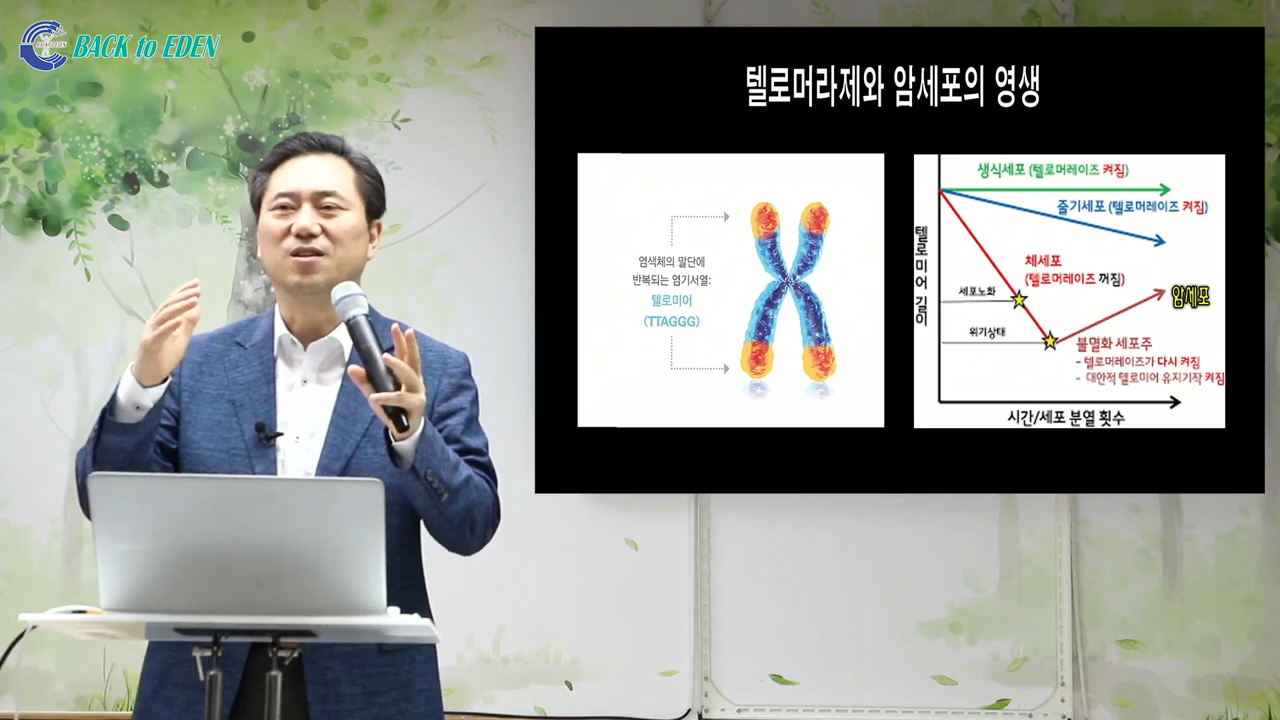 BACK to EDEN
텔로머라제와 암세포의 영생
염색체의 말단에
반복되는 염기서열:
텔로미어
(TTAGGG)
생식세포 (텔로머레이즈 켜짐)
줄기세포 (텔로머레이즈 켜짐)
텔로미어 길이
체세포
(텔로머레이즈 꺼짐)
세포노화
암세포
위기상태
불멸화 세포주
- 텔로머레이즈가 다시 켜짐
- 대안적 텔로미어 유지기작 켜짐
시간/세포 분열 횟수